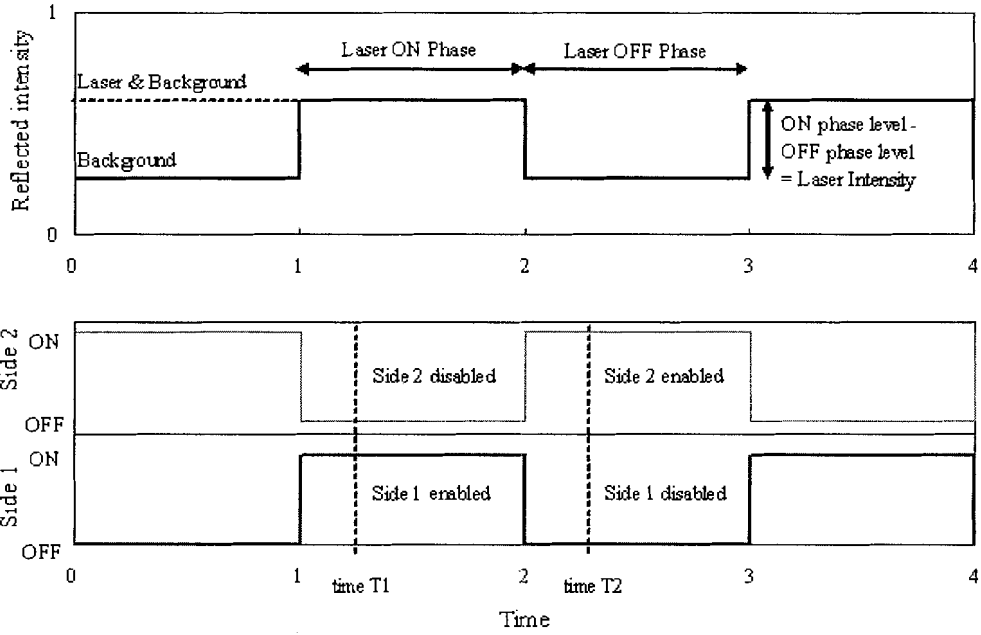 1
Laser ON Phase
Laser OFF Phase
Laser & Background
Background
ON phase level -
OFF phase level
= Laser Intensity
Reflected intensity
0
0 1 2 3 4
Side 2
ON
OFF
Side 2 disabled
Side 2 enabled
Side 1
ON
OFF
Side 1 enabled
Side 1 disabled
0 1 2 3 4
time T1
time T2
Time